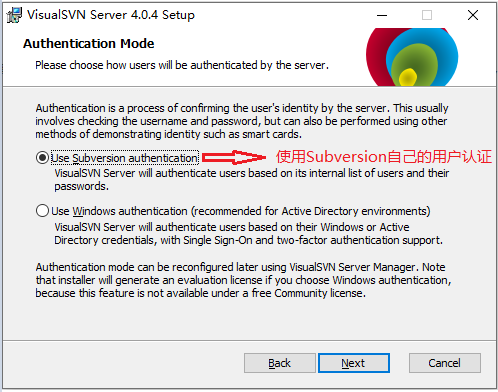 VisualSVN Server 4.0.4 Setup
Authentication Mode
Please choose how users will be authenticated by the server.
Authentication is a process of confirming the user's identity by the server. This usually
involves checking the username and password, but can also be performed using other
methods of demonstrating identity such as smart cards.
Use Subversion authentication 使用Subversion自己的用户认证
VisualSVN Server will authenticate users based on its internal list of users and their
passwords.
Use Windows authentication (recommended for Active Directory environments)
VisualSVN Server will authenticate users based on their Windows or Active
Directory credentials, with Single Sign-On and two-factor authentication support.
Authentication mode can be reconfigured later using VisualSVN Server Manager. Note
that installer will generate an evaluation license if you choose Windows authentication,
because this feature is not available under a free Community license.
Back Next Cancel